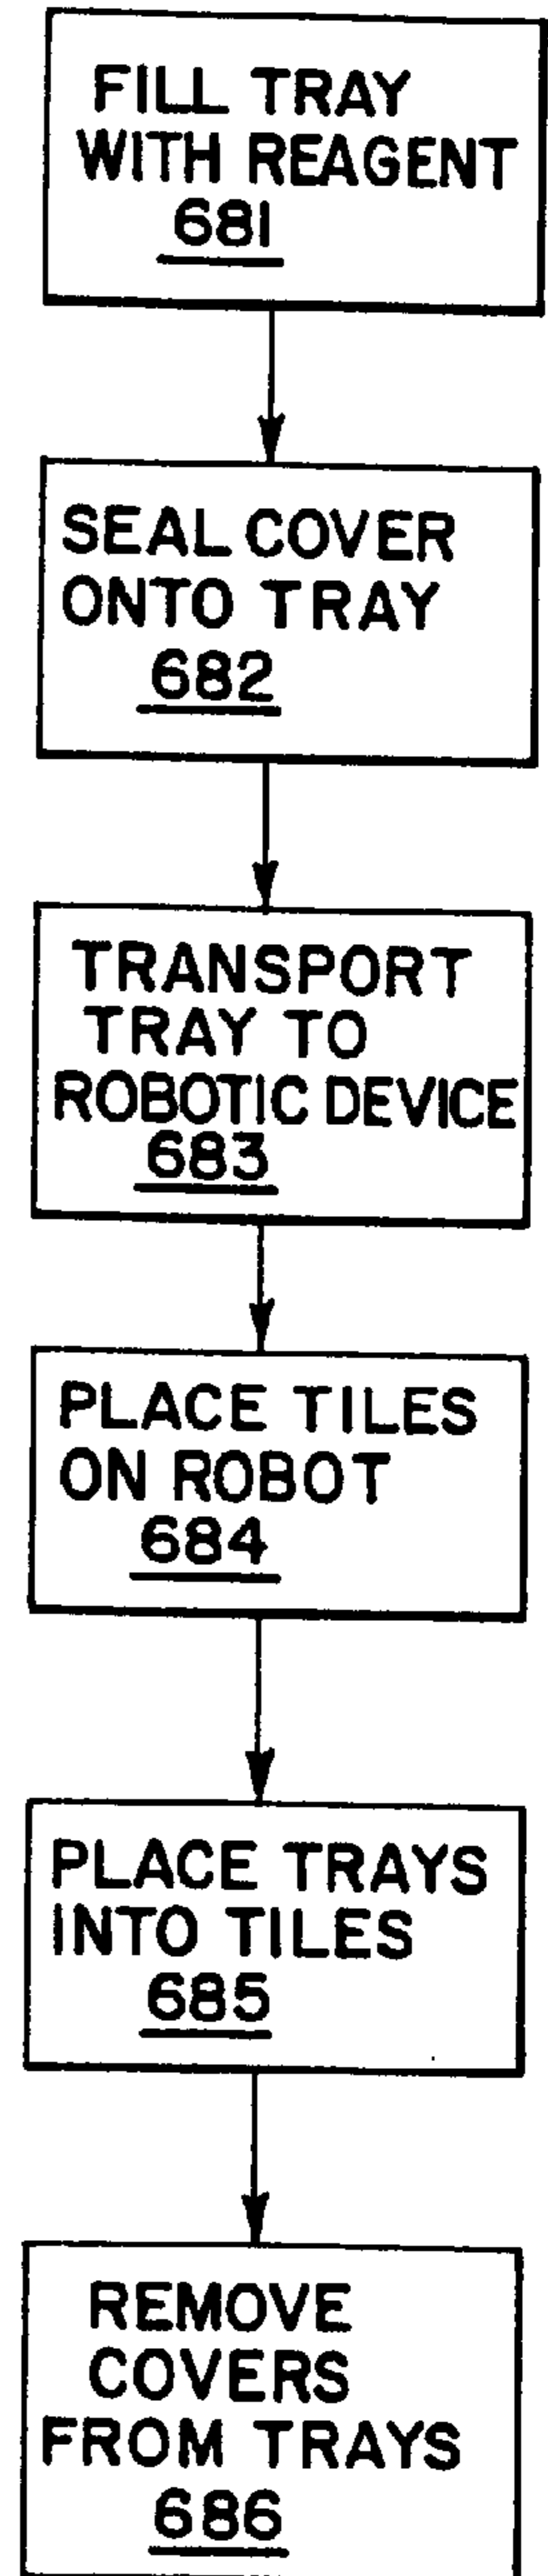 FILL TRAY
WITH REAGENT
681
SEAL COVER
ONTO TRAY
682
TRANSPORT
TRAY TO
ROBOTIC DEVICE
683
PLACE TILES
ON ROBOT
684
PLACE TRAYS
INTO TILES
685
REMOVE
COVERS
FROM TRAYS
686